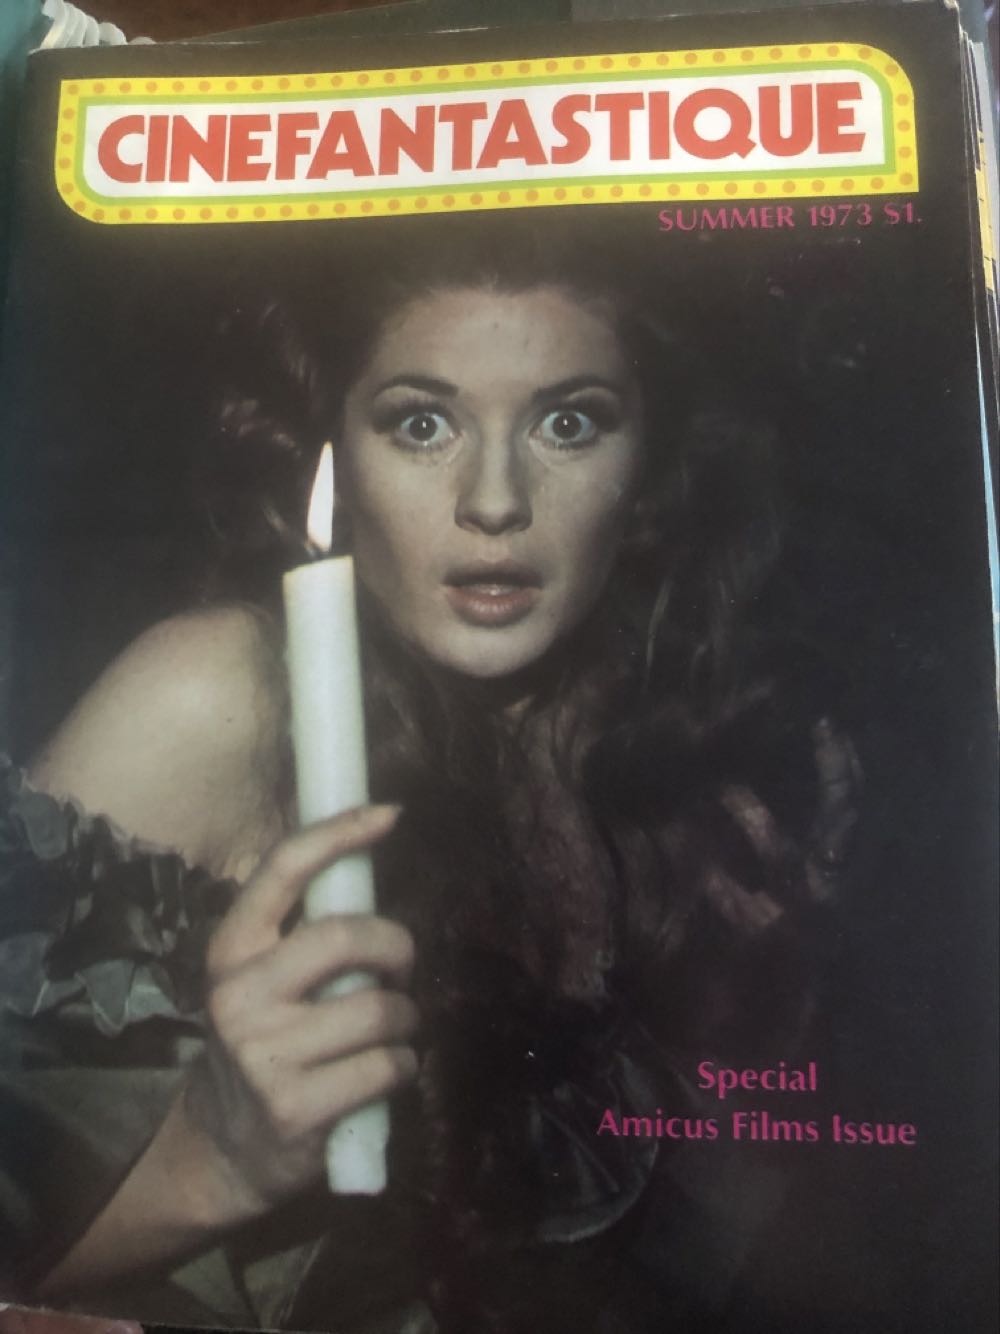 CINEFANTASTIQUE
SUMMER 1973 $1.
Special
Amicus Films Issue